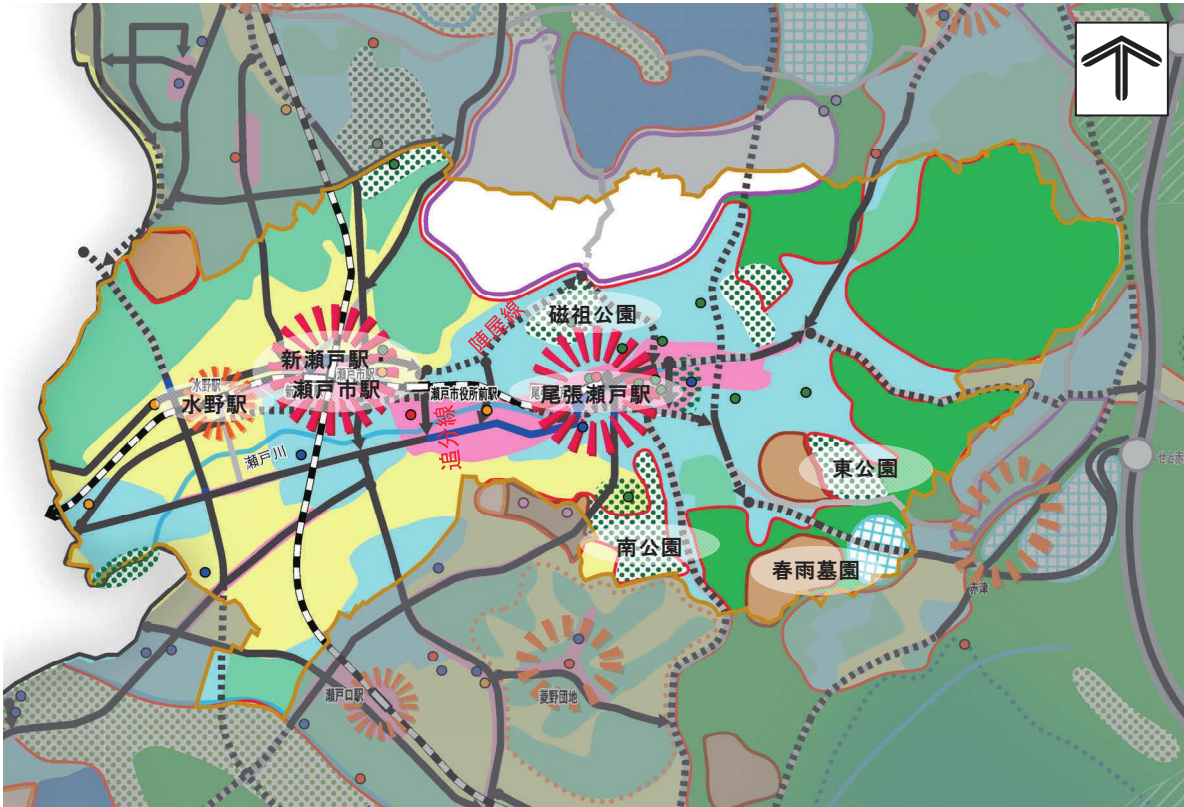 磁祖公園
陣屋線
新瀬戸駅
瀬戸市駅
水野駅
水野駅
瀬戸市駅
瀬戸市役所前駅
尾張瀬戸駅
追分線
瀬戸川
東公園
せと赤
南公園
春雨墓園
赤津
瀬戸口駅
菱野団地